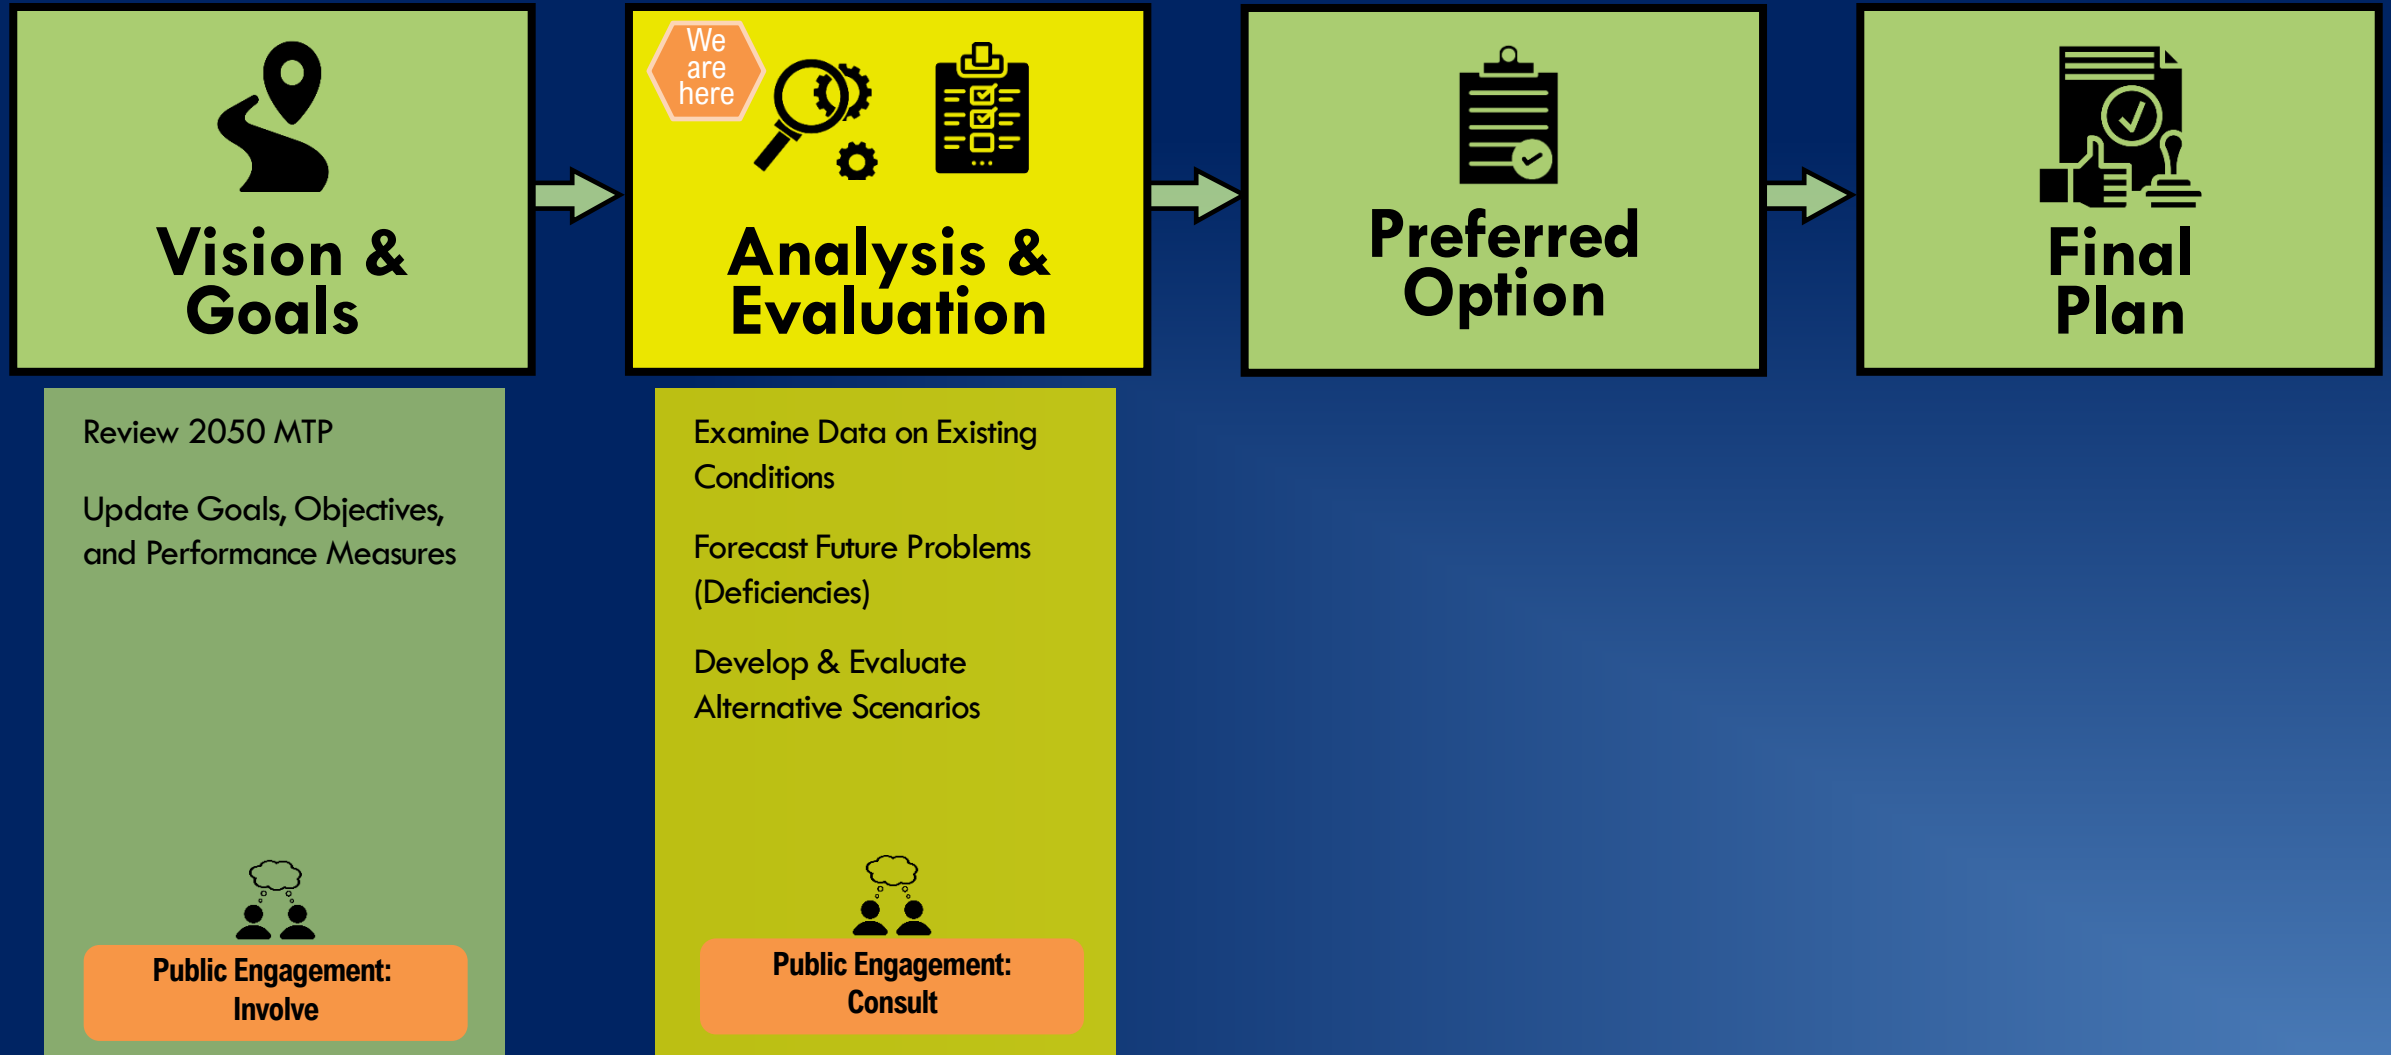 Vision &
Goals
We
are
here
Analysis &
Evaluation
Preferred
Option
Final
Plan
Review 2050 MTP
Update Goals, Objectives,
and Performance Measures
Public Engagement:
Involve
Examine Data on Existing
Conditions
Forecast Future Problems
(Deficiencies)
Develop & Evaluate
Alternative Scenarios
Public Engagement:
Consult